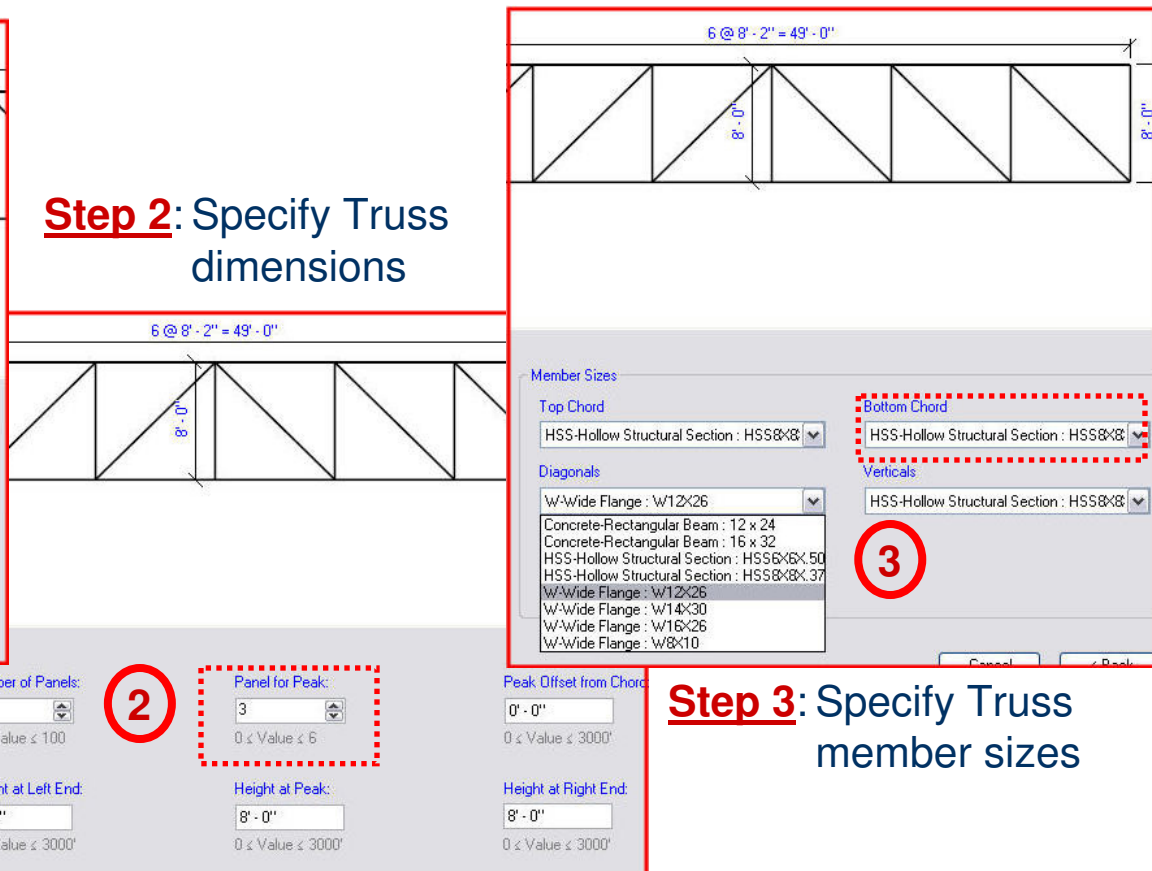 Step 2: Specify Truss
dimensions
6 @ 8' - 2" = 49' - 0"
8' - 0"
2
ber of Panels:
alue ≤ 100
Panel for Peak:
3
0 ≤ Value ≤ 6
Peak Offset from Chord:
0' - 0"
0 ≤ Value ≤ 3000'
ht at Left End:
"
alue ≤ 3000'
Height at Peak:
8' - 0"
0 ≤ Value ≤ 3000'
Height at Right End:
8' - 0"
0 ≤ Value ≤ 3000'
6 @ 8' - 2" = 49' - 0"
8' - 0"
8' - 0"
Member Sizes
Top Chord
HSS-Hollow Structural Section : HSS8X8
Bottom Chord
HSS-Hollow Structural Section : HSS8X8
Diagonals
W-Wide Flange : W12X26
Verticals
HSS-Hollow Structural Section : HSS8X8
Concrete-Rectangular Beam : 12 x 24
Concrete-Rectangular Beam : 16 x 32
HSS-Hollow Structural Section : HSS6X6X.50
HSS-Hollow Structural Section : HSS8X8X.37
W-Wide Flange : W12X26
W-Wide Flange : W14X30
W-Wide Flange : W16X26
W-Wide Flange : W8X10
3
Cancel
< Back
Step 3: Specify Truss
member sizes